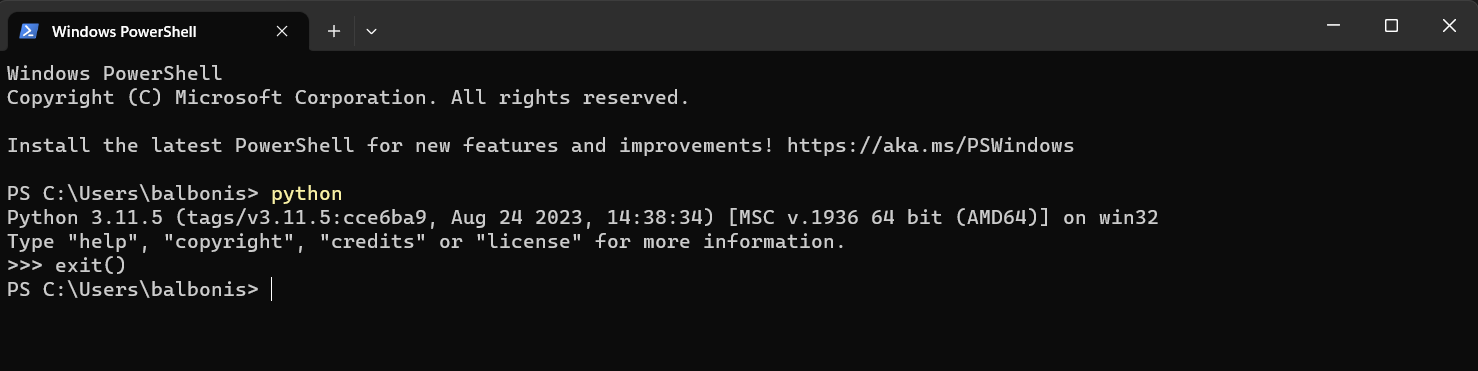 Windows PowerShell
Windows PowerShell
Copyright (C) Microsoft Corporation. All rights reserved.
Install the latest PowerShell for new features and improvements! https://aka.ms/PSWindows
PS C:\Users\balbonis> python
Python 3.11.5 (tags/v3.11.5:cce6ba9, Aug 24 2023, 14:38:34) [MSC v.1936 64 bit (AMD64)] on win32
Type "help", "copyright", "credits" or "license" for more information.
>>> exit()
PS C:\Users\balbonis>